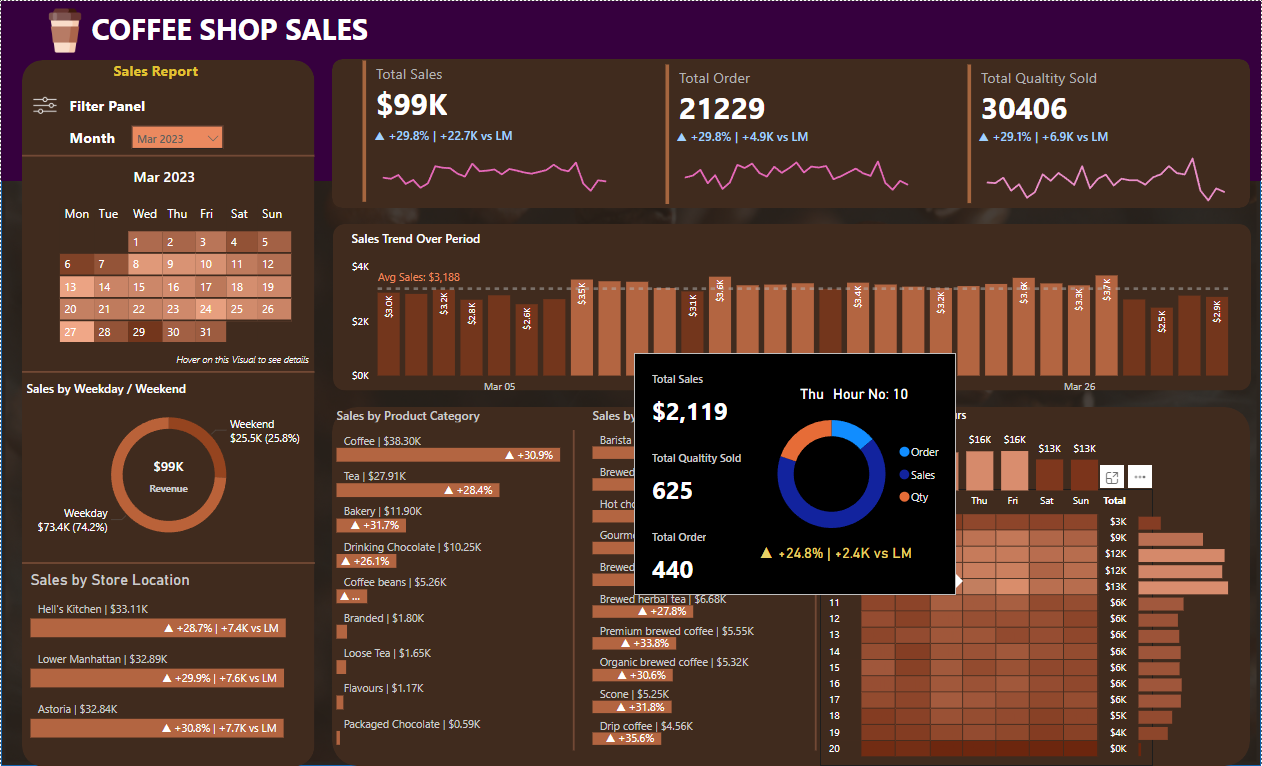 COFFEE SHOP SALES
Sales Report
Filter Panel
Month Mar 2023
Mar 2023
Mon Tue Wed Thu Fri Sat Sun
1 2 3 4 5
6 7 8 9 10 11 12
13 14 15 16 17 18 19
20 21 22 23 24 25 26
27 28 29 30 31
Hover on this Visual to see details
Sales by Weekday / Weekend
Weekend
$25.5K (25.8%)
$99K
Revenue
Weekday
$73.4K (74.2%)
Sales by Store Location
Hell's Kitchen | $33.11K
▲ +28.7% | +7.4K vs LM
Lower Manhattan | $32.89K
▲ +29.9% | +7.6K vs LM
Astoria | $32.84K
▲ +30.8% | +7.7K vs LM
Total Sales
$99K
▲ +29.8% | +22.7K vs LM
Total Order
21229
▲ +29.8% | +4.9K vs LM
Total Qualtity Sold
30406
▲ +29.1% | +6.9K vs LM
Sales Trend Over Period
$4K
$2K
$0K
Avg Sales: $3,188
$3.0K $3.2K $2.8K $2.6K $3.5K $3.1K $3.6K $3.4K $3.2K $3.6K $3.3K $3.7K $2.5K $2.9K
Mar 05
Mar 26
Sales by Product Category
Coffee | $38.30K
▲ +30.9%
Tea | $27.91K
▲ +28.4%
Bakery | $11.90K
▲ +31.7%
Drinking Chocolate | $10.25K
▲ +26.1%
Coffee beans | $5.26K
▲ ...
Branded | $1.80K
Loose Tea | $1.65K
Flavours | $1.17K
Packaged Chocolate | $0.59K
Sales by
Barista
Brewed
Hot cho
Gourme
Brewed
Brewed herbal tea | $6.68K
▲ +27.8%
Premium brewed coffee | $5.55K
▲ +33.8%
Organic brewed coffee | $5.32K
▲ +30.6%
Scone | $5.25K
▲ +31.8%
Drip coffee | $4.56K
▲ +35.6%
Total Sales
$2,119
Total Qualtity Sold
625
Total Order
440
Thu Hour No: 10
Order
Sales
Qty
▲ +24.8% | +2.4K vs LM
urs
$16K $16K $13K $13K
Thu Fri Sat Sun Total
$3K
$9K
$12K
$12K
$13K
11 $6K
12 $6K
13 $6K
14 $6K
15 $6K
16 $6K
17 $6K
18 $5K
19 $4K
20 $0K